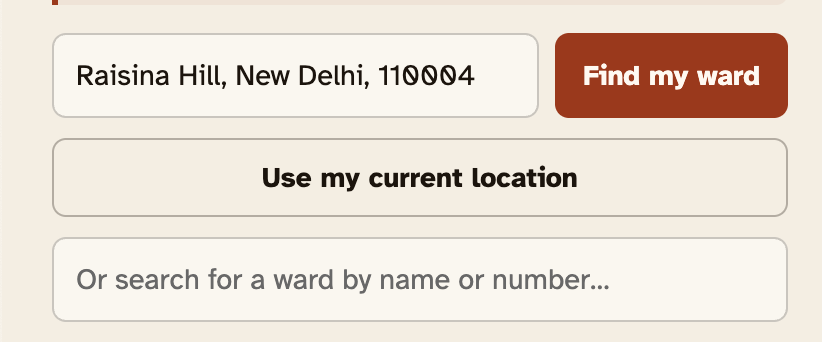 Raisina Hill, New Delhi, 110004
Find my ward
Use my current location
Or search for a ward by name or number...